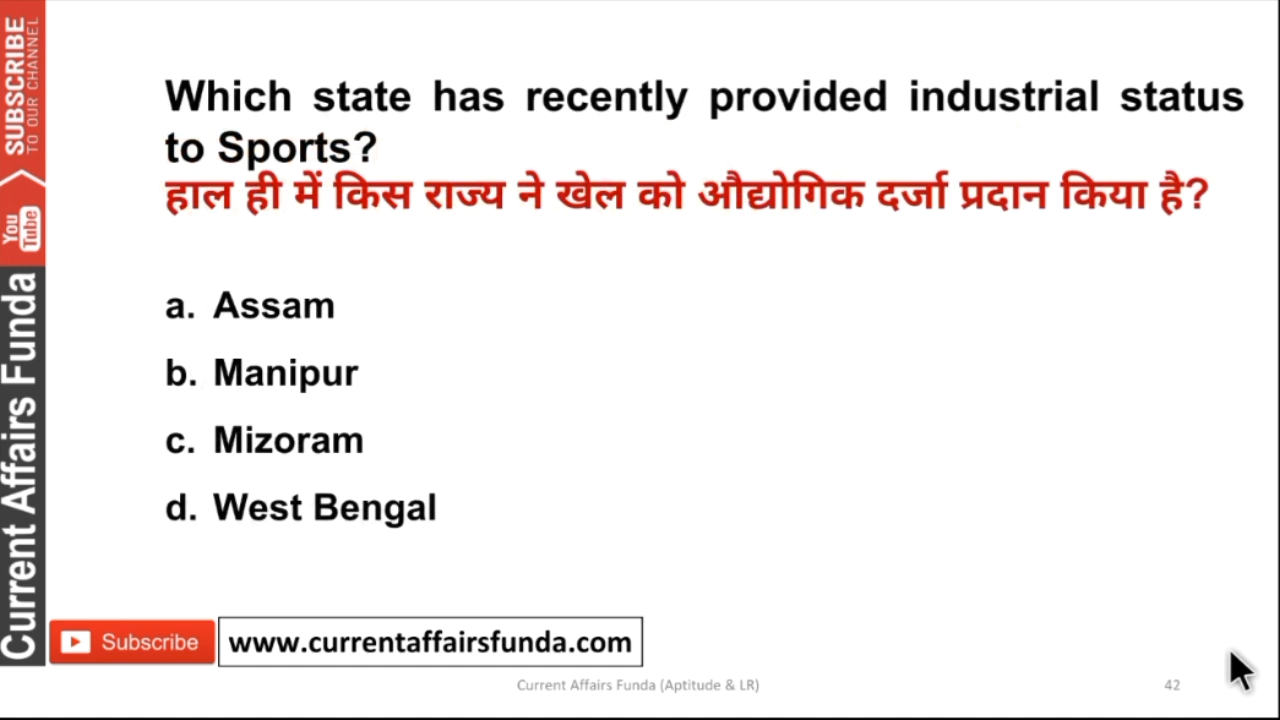 Which state has recently provided industrial status
to Sports?
हाल ही में किस राज्य ने खेल को औद्योगिक दर्जा प्रदान किया है?
a. Assam
b. Manipur
c. Mizoram
d. West Bengal
SUBSCRIBE
TO OUR CHANNEL
You
Tube
Current Affairs Funda
Subscribe
www.currentaffairsfunda.com
Current Affairs Funda (Aptitude & LR)
42